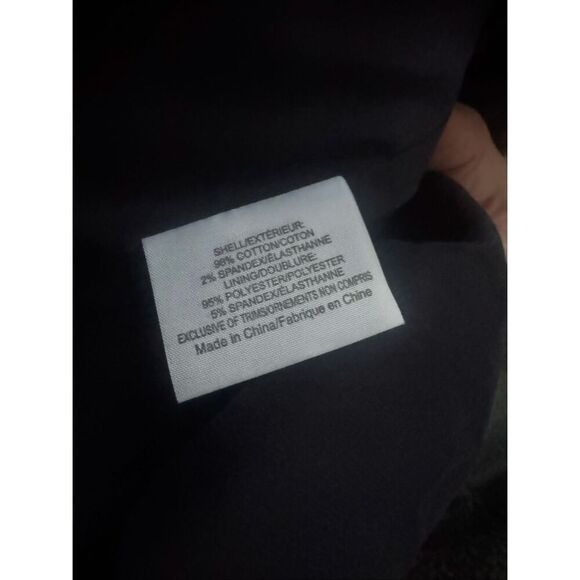 SHELL/EXTÉRIEUR:
98% COTTON/COTON
2% SPANDEX/ÉLASTHANNE
LINING/DOUBLURE:
95% POLYESTER/POLYESTER
5% SPANDEX/ÉLASTHANNE
EXCLUSIVE OF TRIMS/ORNEMENTS NON COMPRIS
Made in China/Fabrique en Chine